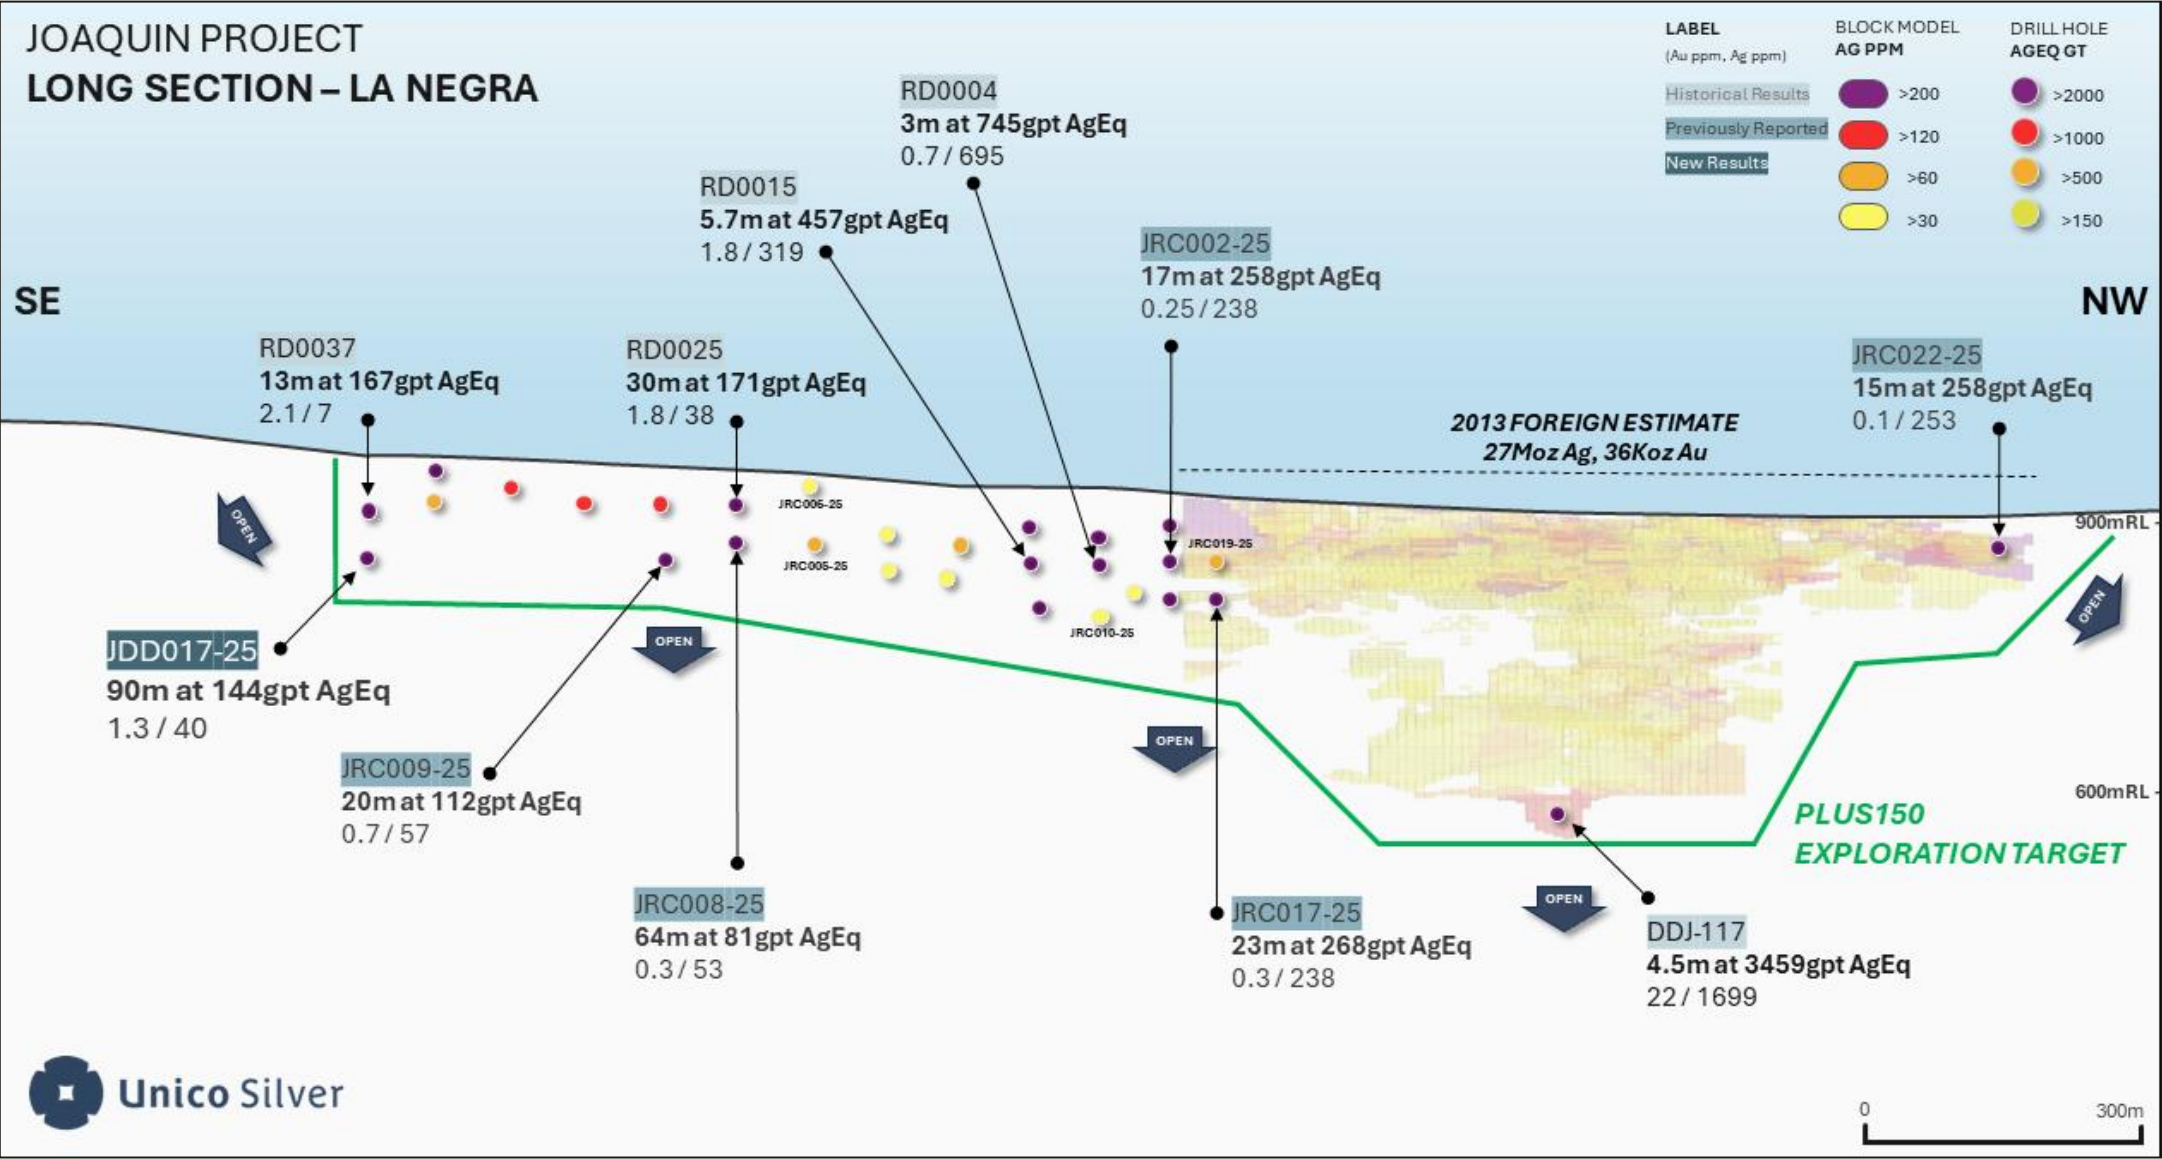 JOAQUIN PROJECT
LONG SECTION – LA NEGRA
LABEL
(Au ppm, Ag ppm)
Historical Results
Previously Reported
New Results
BLOCK MODEL
AG PPM
>200
>120
>60
>30
DRILL HOLE
AGEQ GT
>2000
>1000
>500
>150
RD0004
3m at 745gpt AgEq
0.7 / 695
RD0015
5.7m at 457gpt AgEq
1.8 / 319
JRC002-25
17m at 258gpt AgEq
0.25 / 238
SE
NW
RD0037
13m at 167gpt AgEq
2.1 / 7
RD0025
30m at 171gpt AgEq
1.8 / 38
JRC022-25
15m at 258gpt AgEq
0.1 / 253
2013 FOREIGN ESTIMATE
27Moz Ag, 36Koz Au
OPEN
JRC006-25
JRC005-25
JRC019-25
JRC010-25
900mRL
OPEN
OPEN
OPEN
JDD017-25
90m at 144gpt AgEq
1.3 / 40
JRC009-25
20m at 112gpt AgEq
0.7 / 57
600mRL
PLUS150
EXPLORATION TARGET
JRC008-25
64m at 81gpt AgEq
0.3 / 53
JRC017-25
23m at 268gpt AgEq
0.3 / 238
OPEN
DDJ-117
4.5m at 3459gpt AgEq
22 / 1699
Unico Silver
0
300m